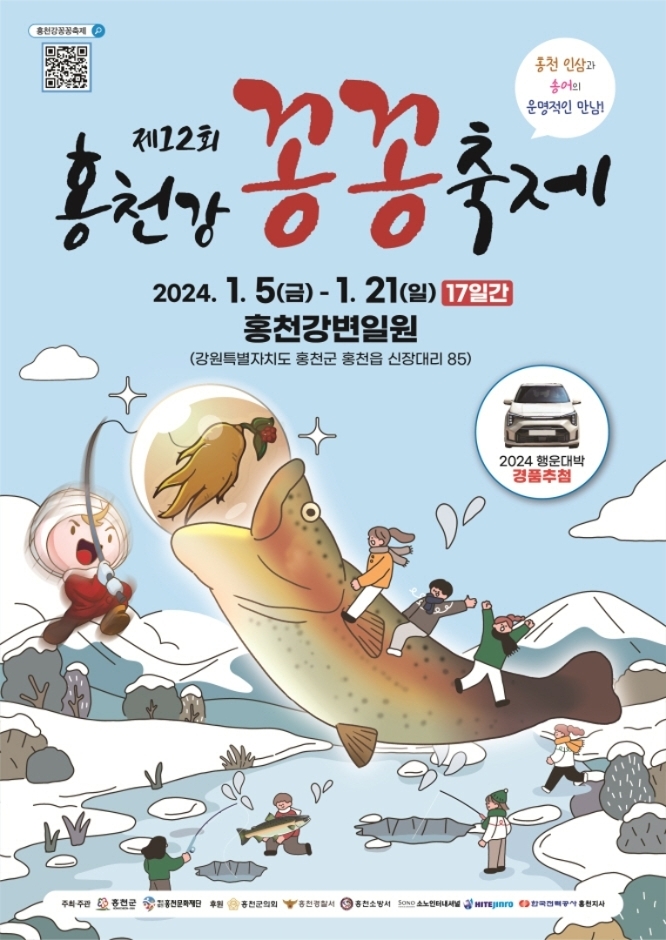 홍천강꽁꽁축제
홍천 인삼과
송어의
운명적인 만남!
제12회
홍천강 꽁꽁축제
2024. 1. 5(금) - 1. 21(일) 17일간
홍천강변일원
(강원특별자치도 홍천군 홍천읍 신장대리 85)
2024 행운대박
경품추첨
주최·주관 홍천군 홍천문화재단 후원 홍천군의회 홍천경찰서 홍천소방서 SONO 소노인터내셔널 HITEJINRO 한국전력공사 홍천지사